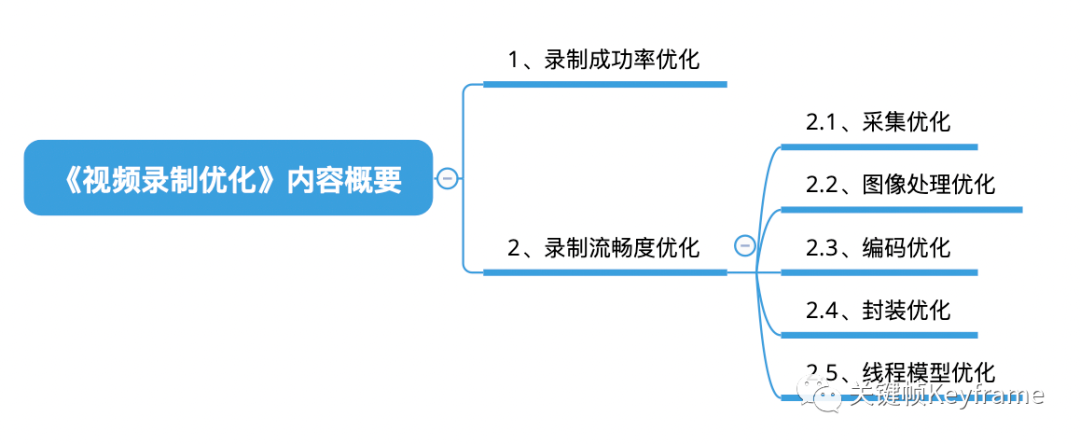 《视频录制优化》内容概要
1、录制成功率优化
2、录制流畅度优化
2.1、采集优化
2.2、图像处理优化
2.3、编码优化
2.4、封装优化
2.5、线程模型优化
关键帧Keyframe